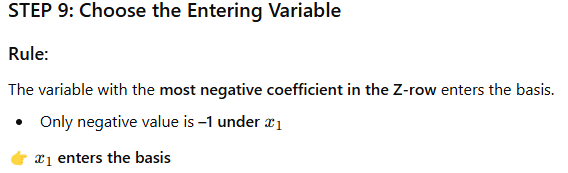 STEP 9: Choose the Entering Variable
Rule:
The variable with the most negative coefficient in the Z-row enters the basis.
• Only negative value is –1 under x₁
👉 x₁ enters the basis